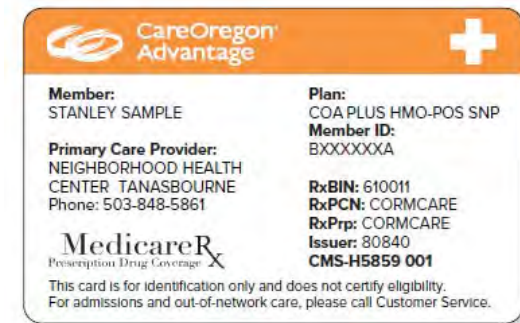 CareOregon®
Advantage
Member:
STANLEY SAMPLE
Primary Care Provider:
NEIGHBORHOOD HEALTH
CENTER TANASBOURNE
Phone: 503-848-5861
MedicareRx
Prescription Drug Coverage
Plan:
COA PLUS HMO-POS SNP
Member ID:
BXXXXXXA
RxBIN: 610011
RxPCN: CORMCARE
RxPrp: CORMCARE
Issuer: 80840
CMS-H5859 001
This card is for identification only and does not certify eligibility.
For admissions and out-of-network care, please call Customer Service.